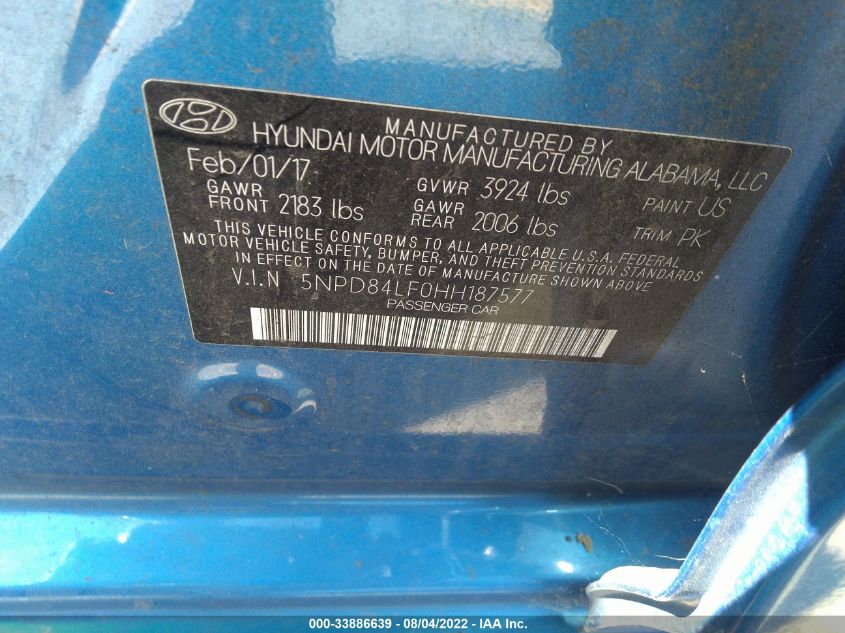 MANUFACTURED BY
HYUNDAI MOTOR MANUFACTURING ALABAMA, LLC
Feb/01/17 GVWR 3924 lbs PAINT US
GAWR FRONT 2183 lbs GAWR REAR 2006 lbs TRIM PK
THIS VEHICLE CONFORMS TO ALL APPLICABLE U.S.A. FEDERAL
MOTOR VEHICLE SAFETY, BUMPER, AND THEFT PREVENTION STANDARDS
IN EFFECT ON THE DATE OF MANUFACTURE SHOWN ABOVE
V.I.N 5NPD84LF0HH187577
PASSENGER CAR
000-33886639 - 08/04/2022 - IAA Inc.